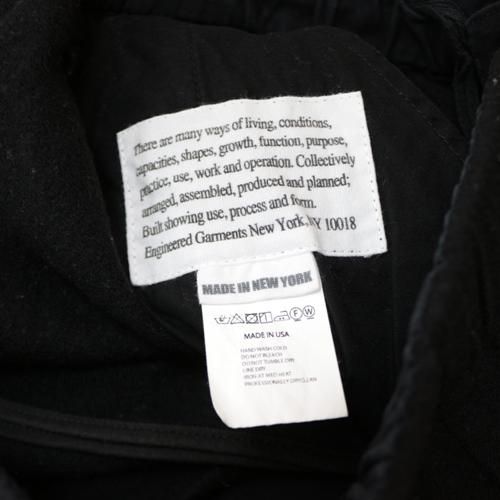 There are many ways of living, conditions,
capacities, shapes, growth, function, purpose,
practice, use, work and operation. Collectively
arranged, assembled, produced and planned;
Built showing use, process and form.
Engineered Garments New York, NY 10018
MADE IN NEW YORK
F W
MADE IN USA
HAND WASH COLD
DO NOT BLEACH
DO NOT TUMBLE DRY
LINE DRY
IRON AT MED HEAT
PROFESSIONALLY DRYCLEAN